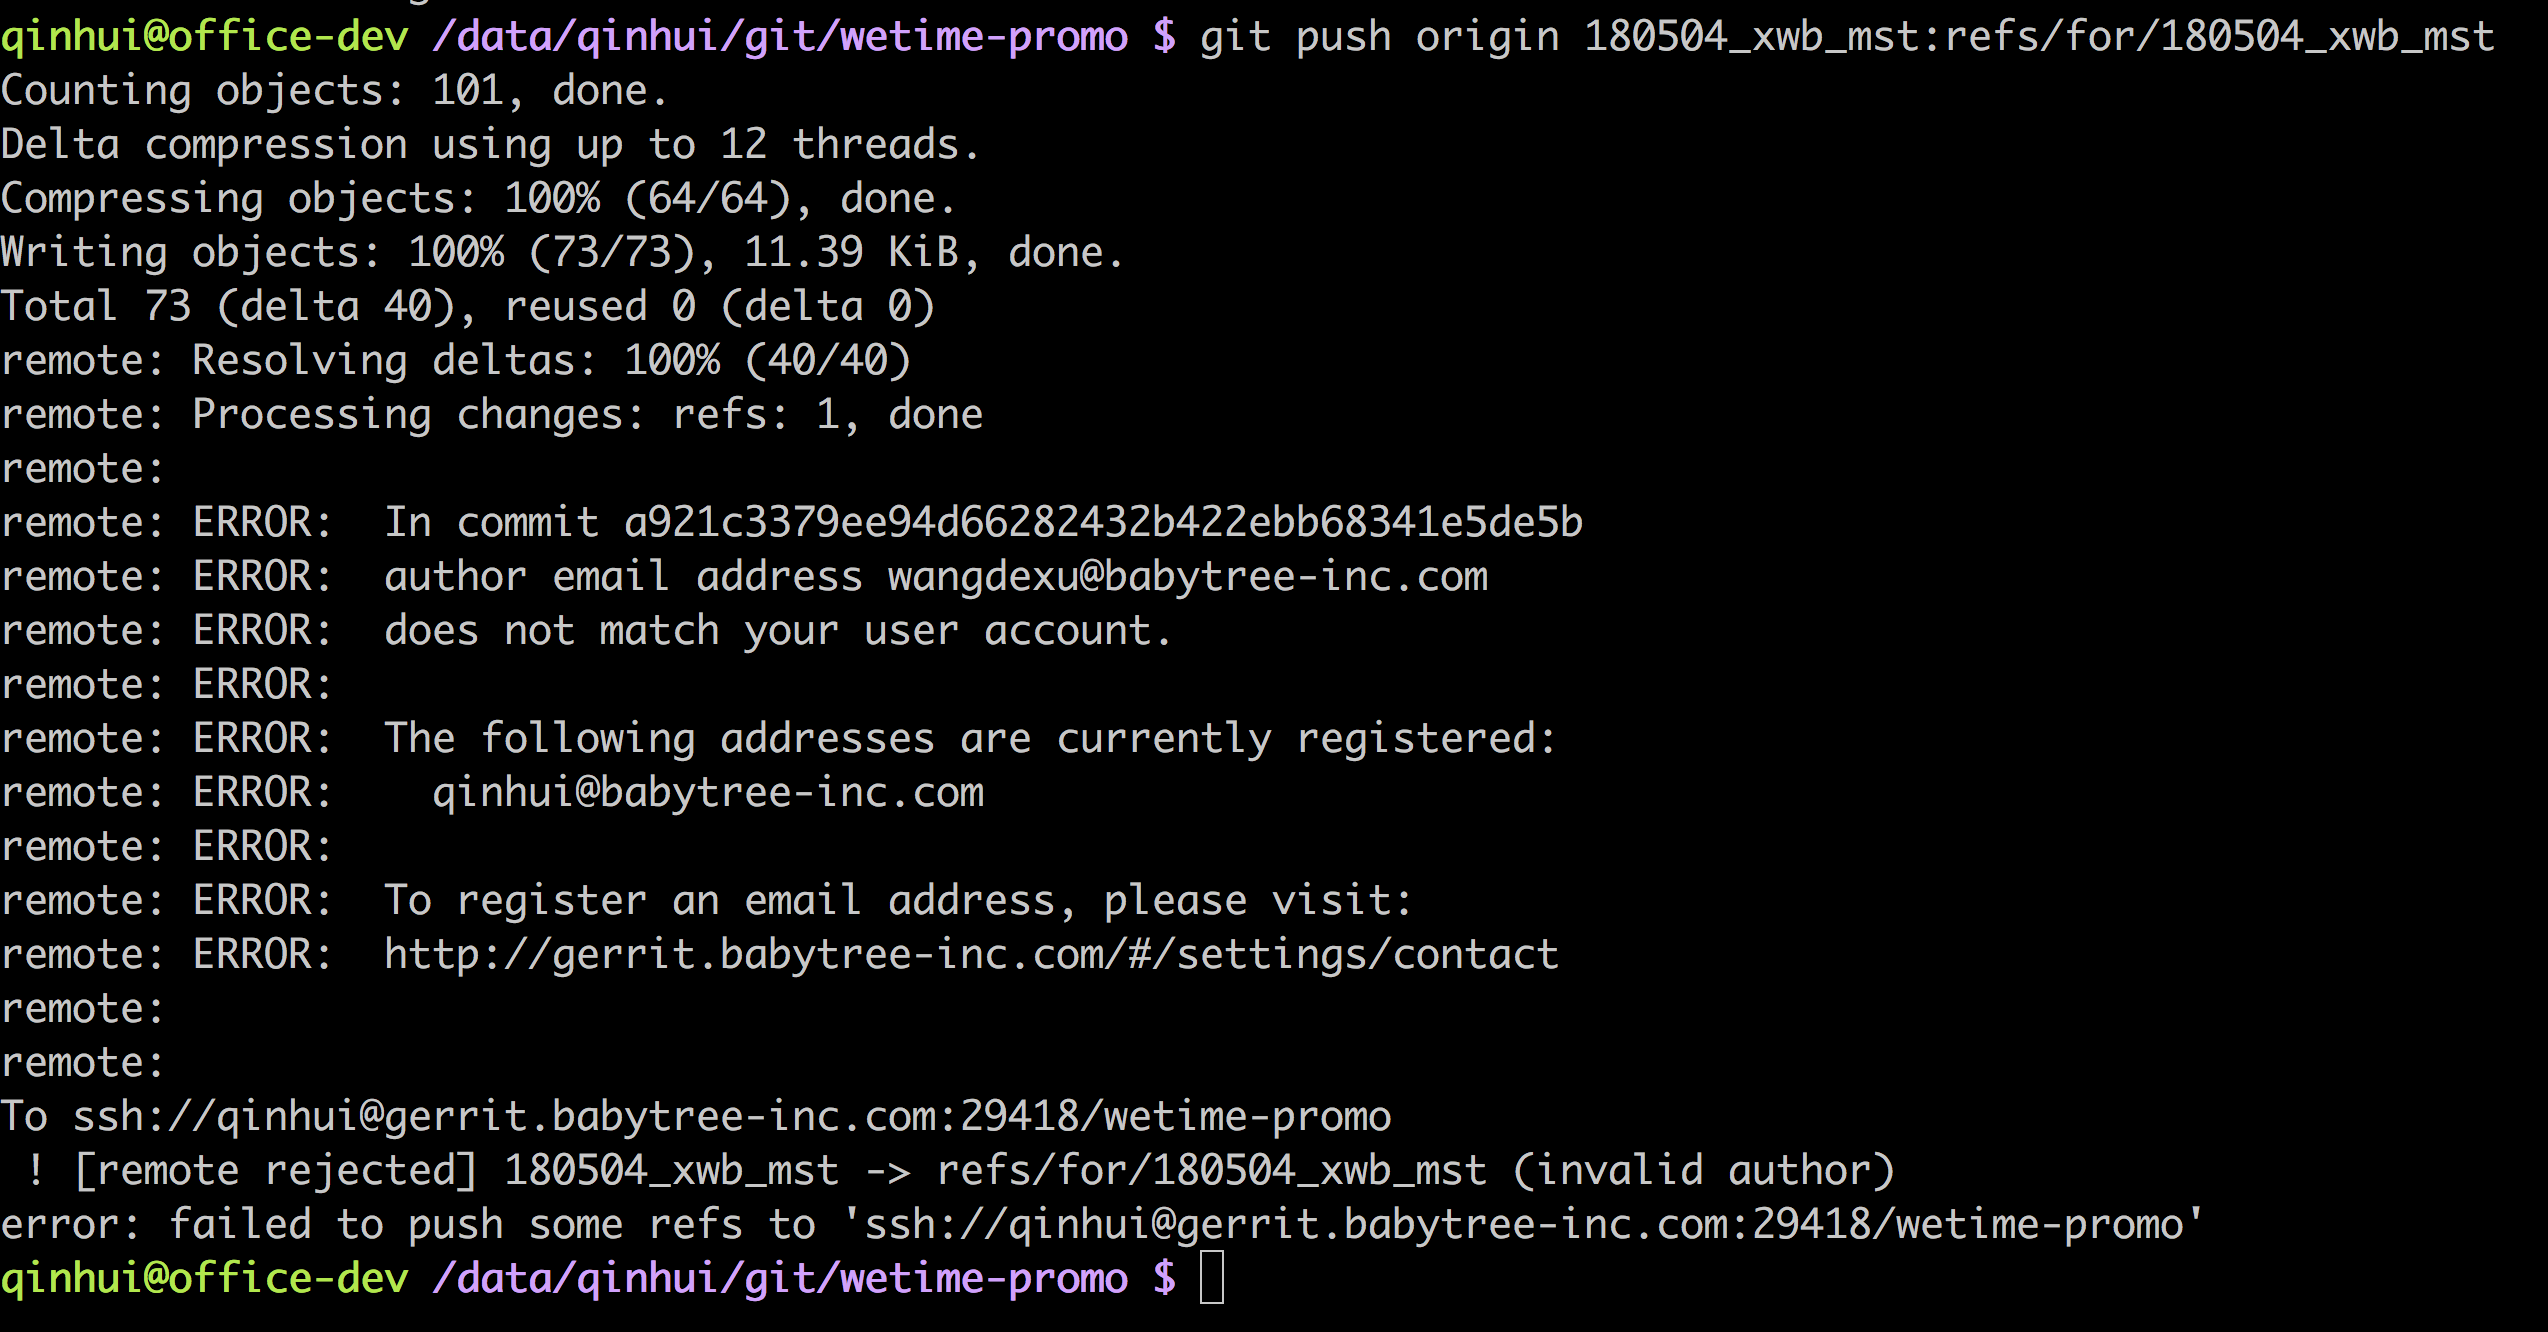 qinhui@office-dev /data/qinhui/git/wetime-promo $ git push origin 180504_xwb_mst:refs/for/180504_xwb_mst
Counting objects: 101, done.
Delta compression using up to 12 threads.
Compressing objects: 100% (64/64), done.
Writing objects: 100% (73/73), 11.39 KiB, done.
Total 73 (delta 40), reused 0 (delta 0)
remote: Resolving deltas: 100% (40/40)
remote: Processing changes: refs: 1, done
remote:
remote: ERROR:  In commit a921c3379ee94d66282432b422ebb68341e5de5b
remote: ERROR:  author email address wangdexu@babytree-inc.com
remote: ERROR:  does not match your user account.
remote: ERROR:
remote: ERROR:  The following addresses are currently registered:
remote: ERROR:    qinhui@babytree-inc.com
remote: ERROR:
remote: ERROR:  To register an email address, please visit:
remote: ERROR:  http://gerrit.babytree-inc.com/#/settings/contact
remote:
remote:
To ssh://qinhui@gerrit.babytree-inc.com:29418/wetime-promo
 ! [remote rejected] 180504_xwb_mst -> refs/for/180504_xwb_mst (invalid author)
error: failed to push some refs to 'ssh://qinhui@gerrit.babytree-inc.com:29418/wetime-promo'
qinhui@office-dev /data/qinhui/git/wetime-promo $